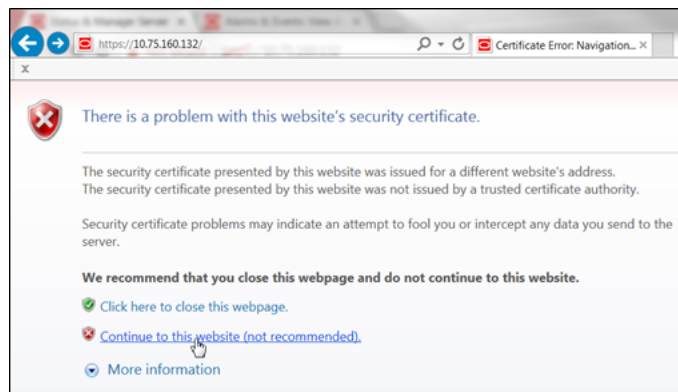 Status & Manager Server
Alarms & Events View
https://10.75.160.132/
Certificate Error: Navigation...
x
There is a problem with this website's security certificate.
The security certificate presented by this website was issued for a different website's address.
The security certificate presented by this website was not issued by a trusted certificate authority.
Security certificate problems may indicate an attempt to fool you or intercept any data you send to the
server.
We recommend that you close this webpage and do not continue to this website.
Click here to close this webpage.
Continue to this website (not recommended).
More information